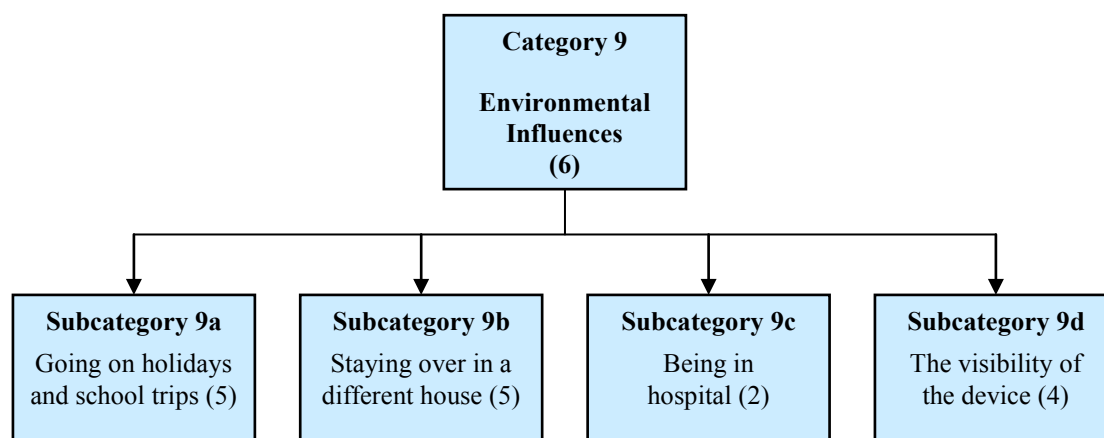 Category 9
Environmental
Influences
(6)
Subcategory 9a
Going on holidays
and school trips (5)
Subcategory 9b
Staying over in a
different house (5)
Subcategory 9c
Being in
hospital (2)
Subcategory 9d
The visibility of
the device (4)